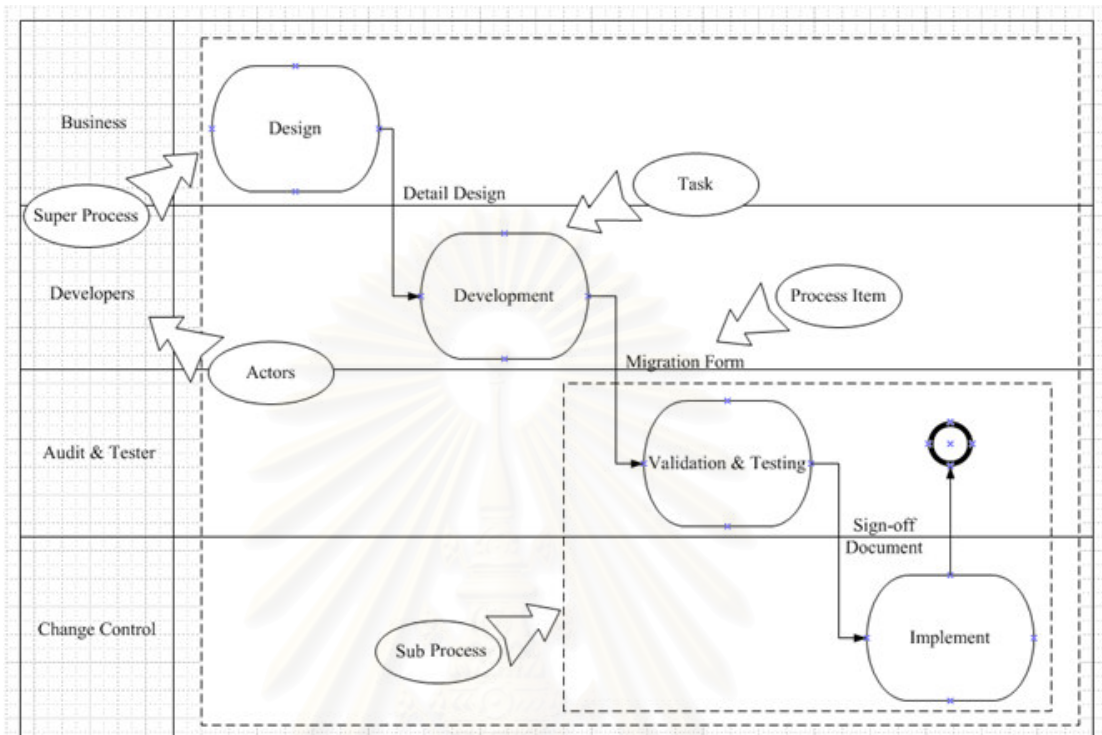 Business
Design
Super Process
Detail Design
Task
Developers
Development
Process Item
Actors
Migration Form
Audit & Tester
Validation & Testing
Sign-off
Document
Change Control
Sub Process
Implement